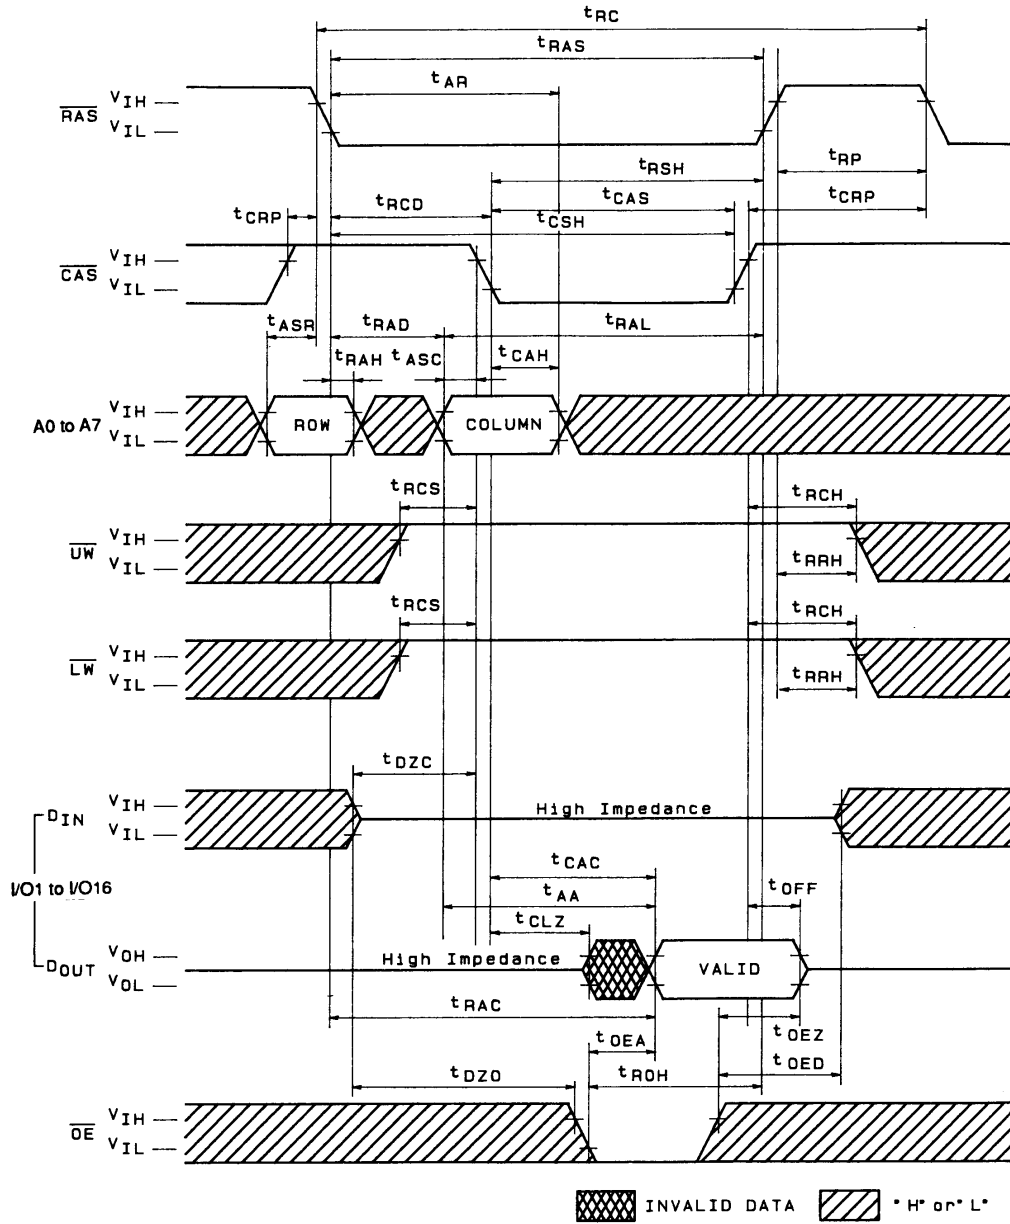 tRC
tRAS
tAR
RAS VIH
VIL
tRSH
tRP
tCRP tRCD tCAS tCRP
tCSH
CAS VIH
VIL
tASR tRAD tRAL
tRAH tASC tCAH
A0 to A7 VIH
VIL
ROW COLUMN
tRCS tRCH
UW VIH
VIL
tRRH
tRCS tRCH
LW VIH
VIL
tRRH
tDZC
DIN VIH
VIL
High Impedance
I/O1 to I/O16
tCAC
tAA tOFF
tCLZ
DOUT VOH
VOL
High Impedance VALID
tRAC
tOEA tOEZ
tDZO tROH tOED
OE VIH
VIL
INVALID DATA "H" or "L"